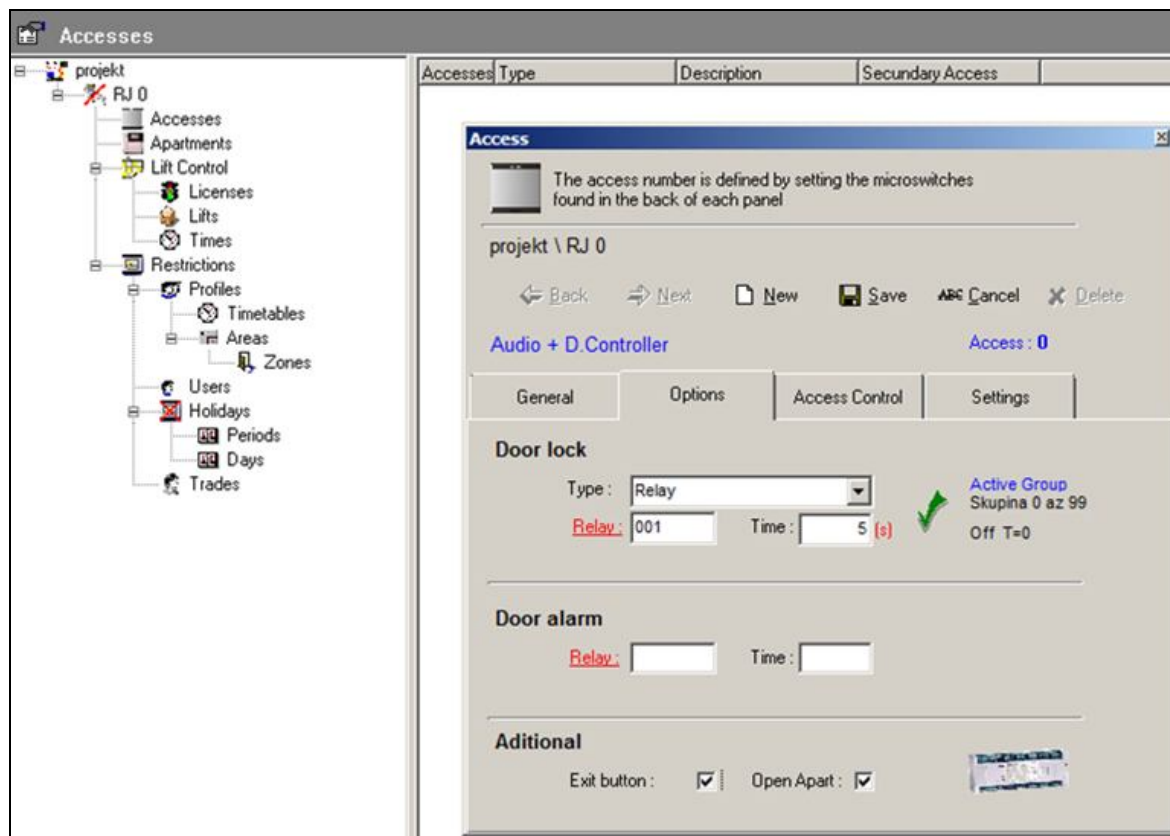 Accesses
projekt
RJ 0
Accesses
Apartments
Lift Control
Licenses
Lifts
Times
Restrictions
Profiles
Timetables
Areas
Zones
Users
Holidays
Periods
Days
Trades
Accesses Type Description Secundary Access
Access
The access number is defined by setting the microswitches
found in the back of each panel
projekt \ RJ 0
Back Next New Save ABC Cancel Delete
Audio + D.Controller Access : 0
General Options Access Control Settings
Door lock
Type : Relay Active Group
Skupina 0 az 99
Relay : 001 Time : 5 (s) Off T=0
Door alarm
Relay : Time :
Aditional
Exit button : Open Apart :